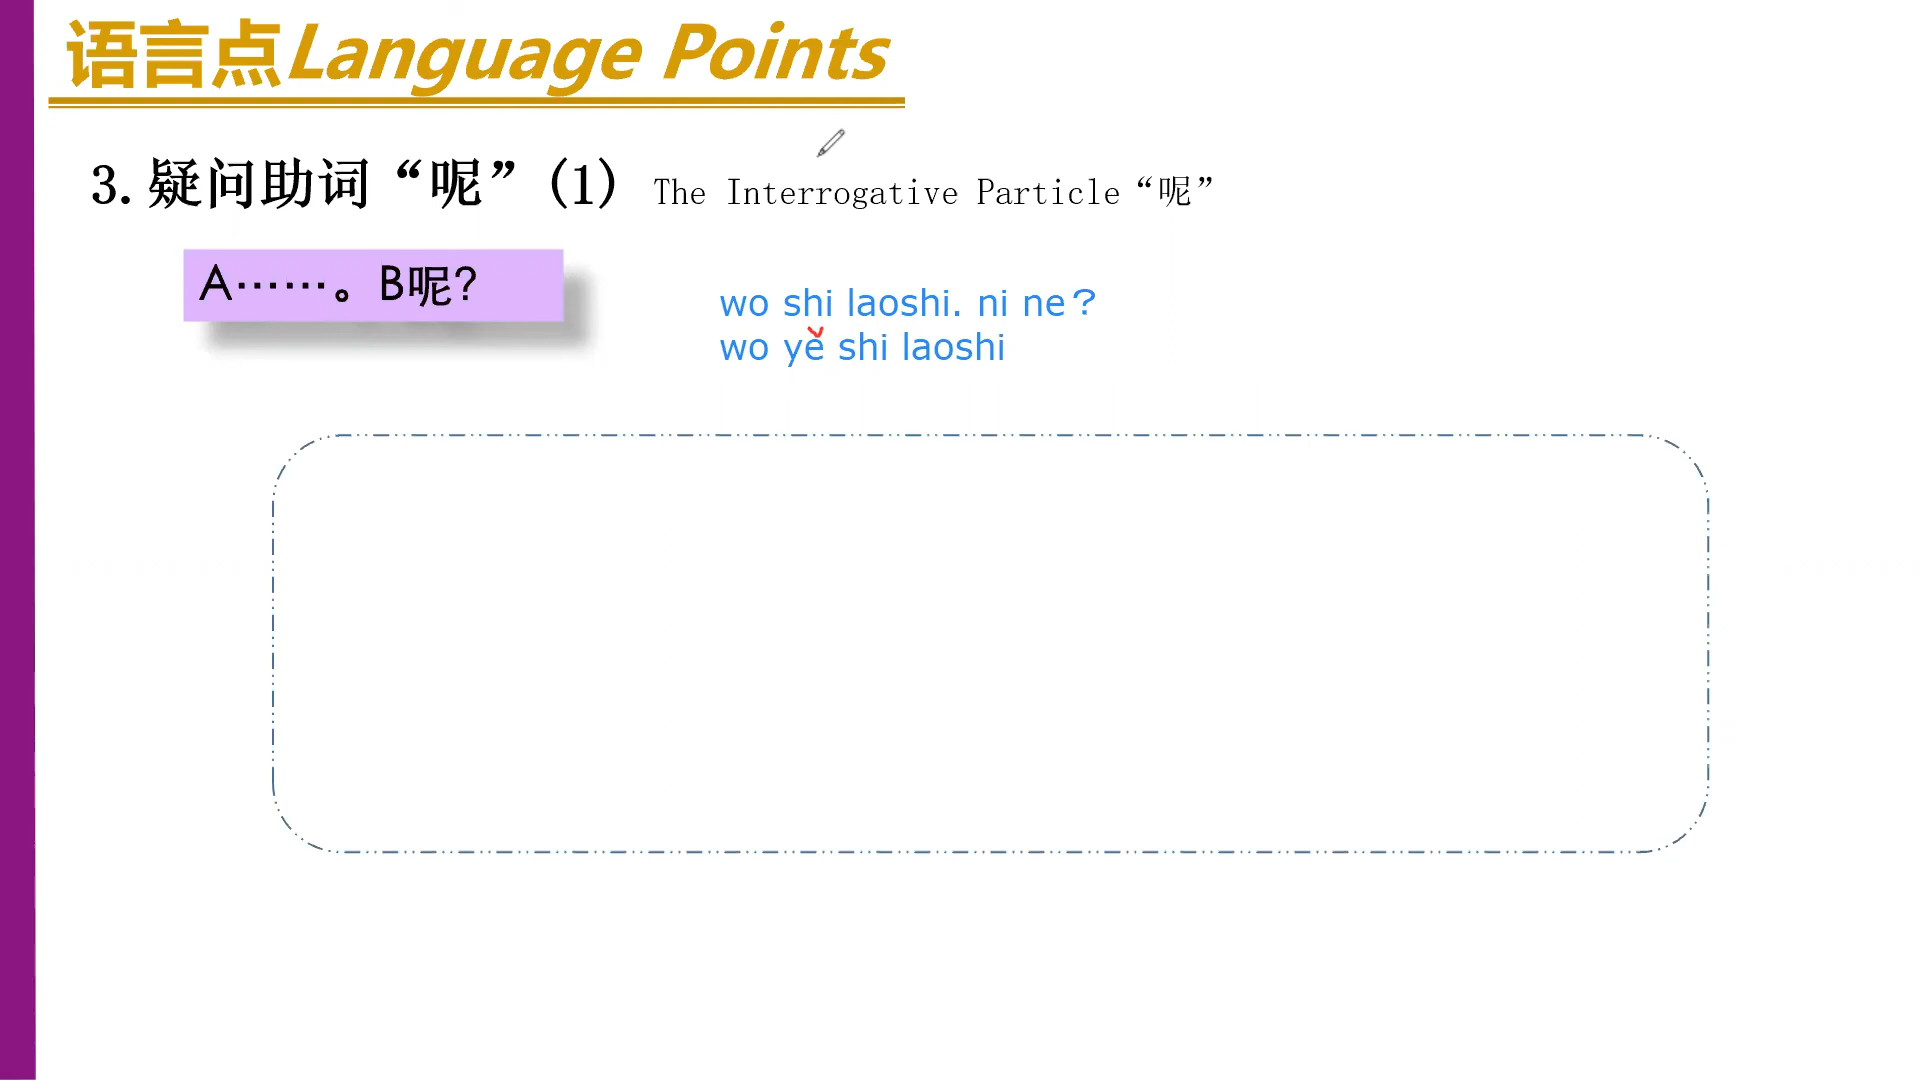 语言点Language Points
3.疑问助词“呢”(1) The Interrogative Particle“呢”
A……。B呢?
wo shi laoshi. ni ne？
wo yě shi laoshi